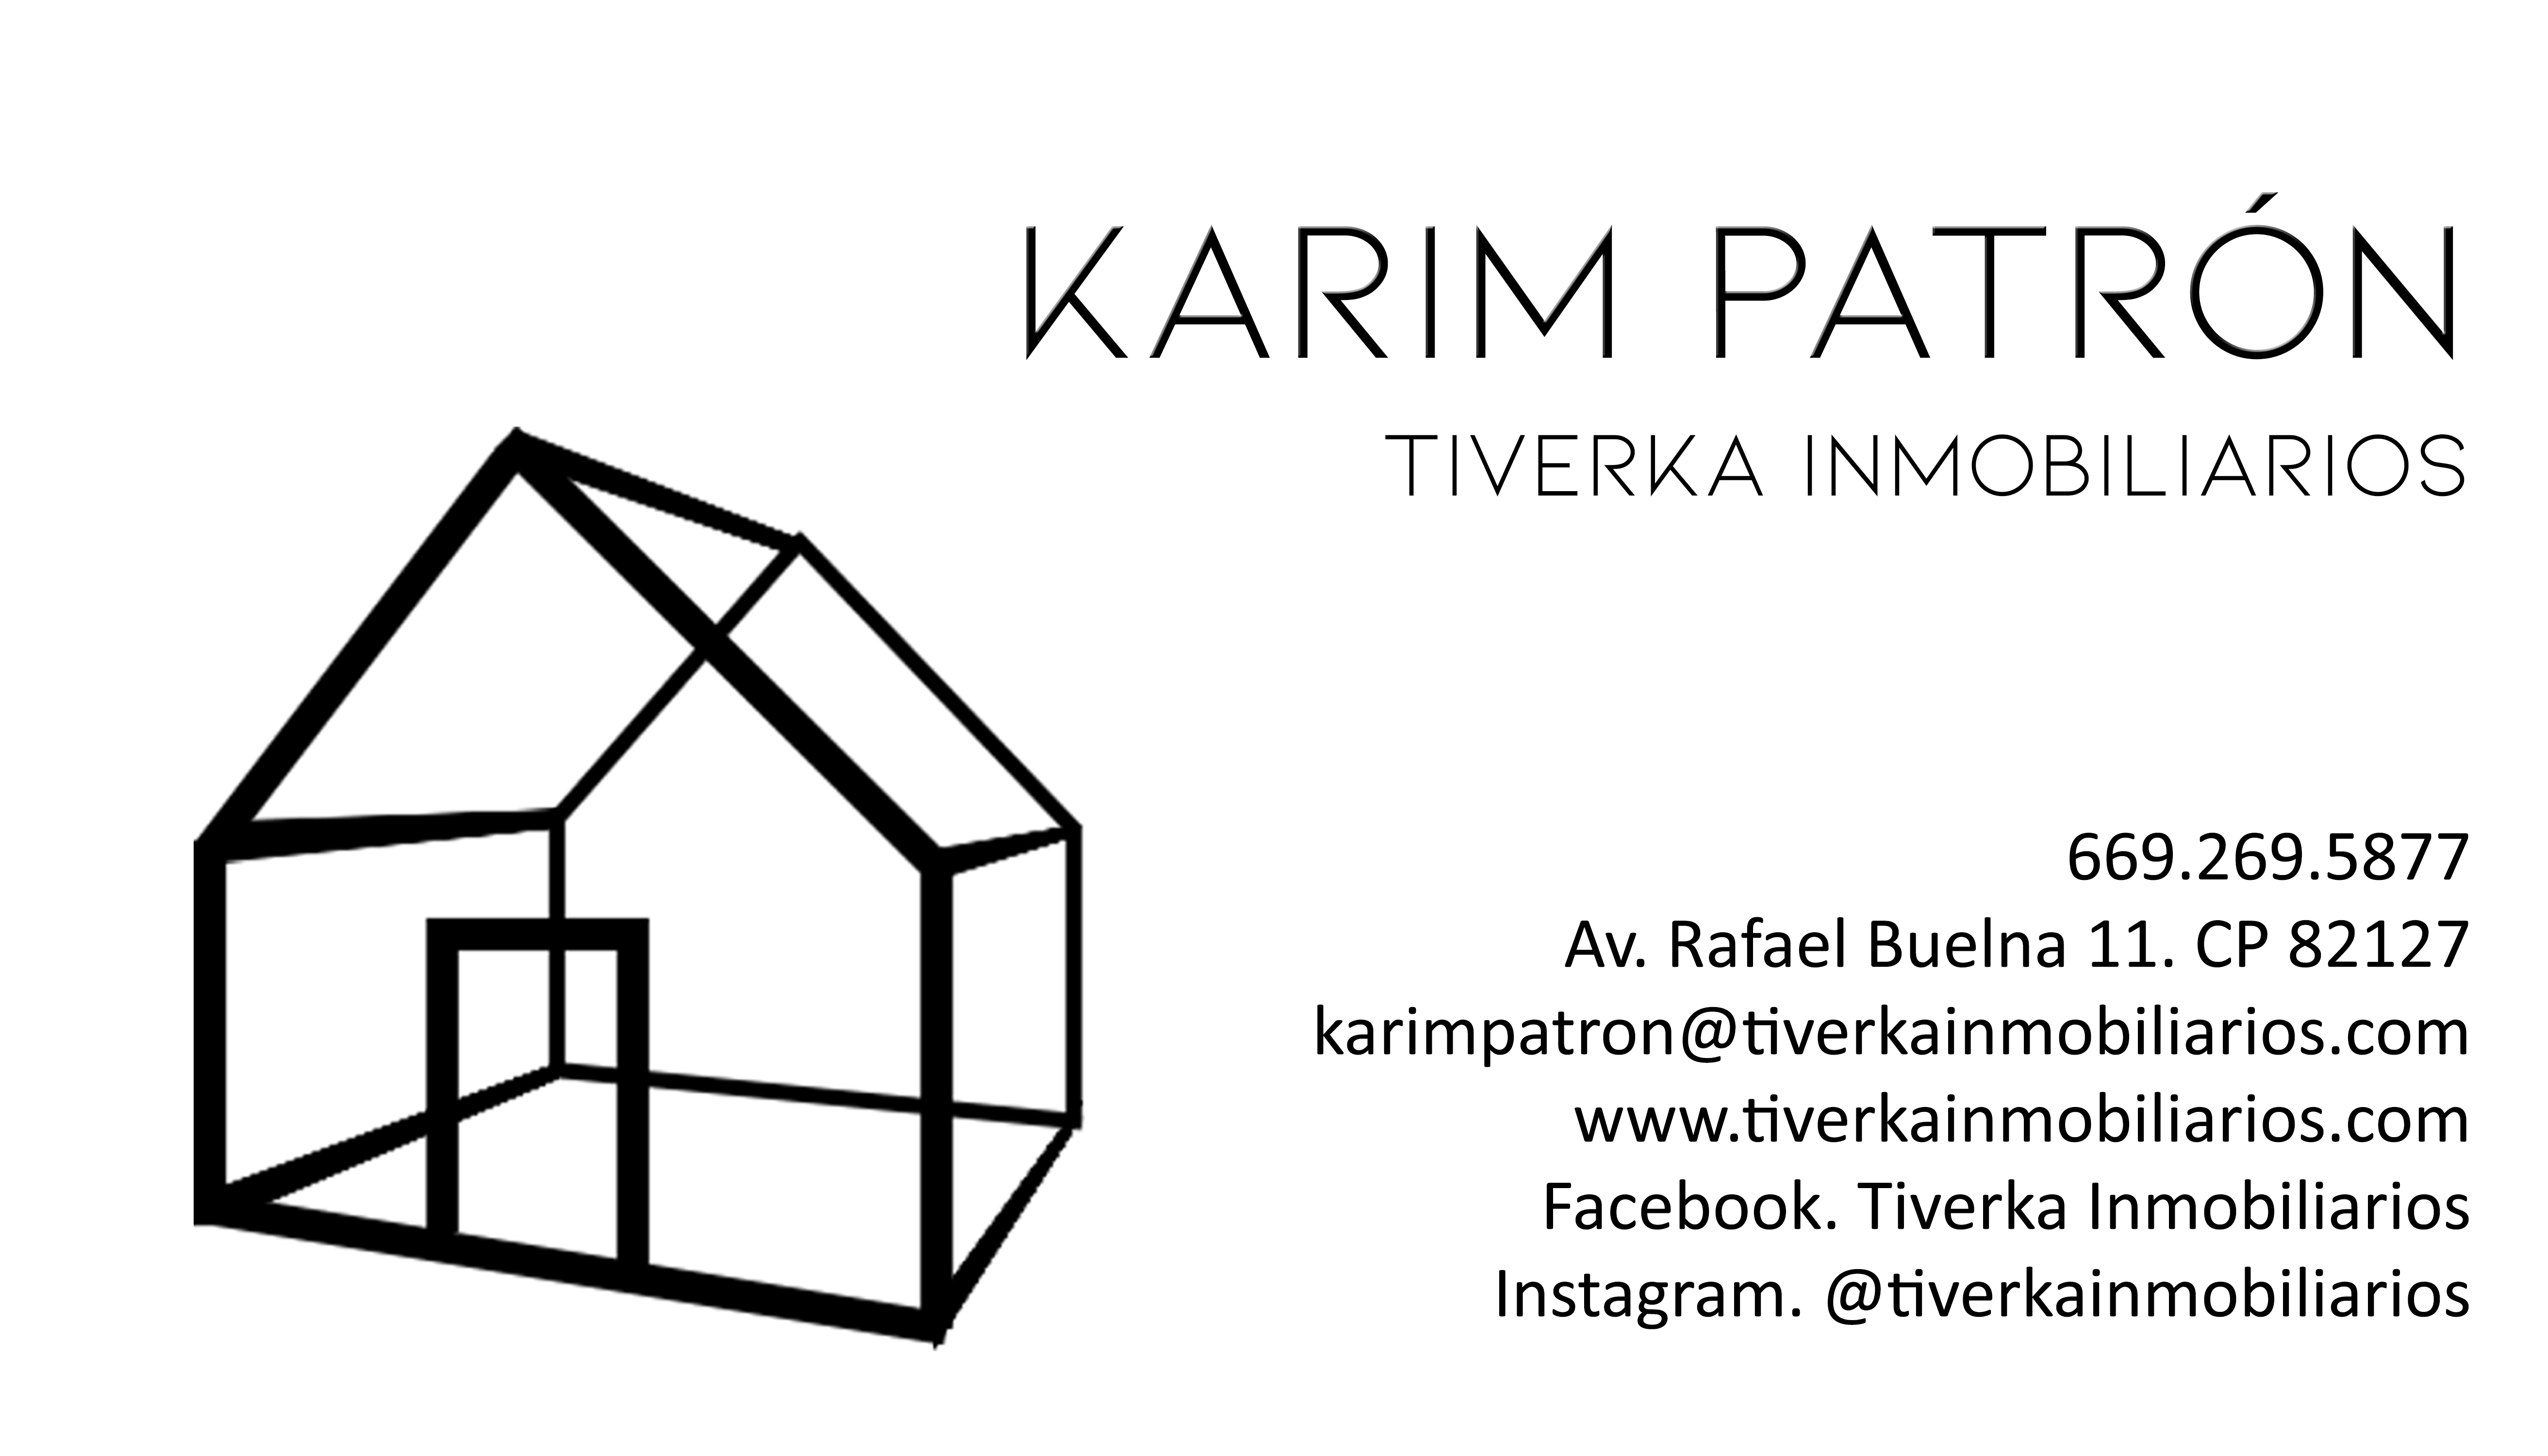 KARIM PATRÓN
TIVERKA INMOBILIARIOS
669.269.5877
Av. Rafael Buelna 11. CP 82127
karimpatron@tiverkainmobiliarios.com
www.tiverkainmobiliarios.com
Facebook. Tiverka Inmobiliarios
Instagram. @tiverkainmobiliarios